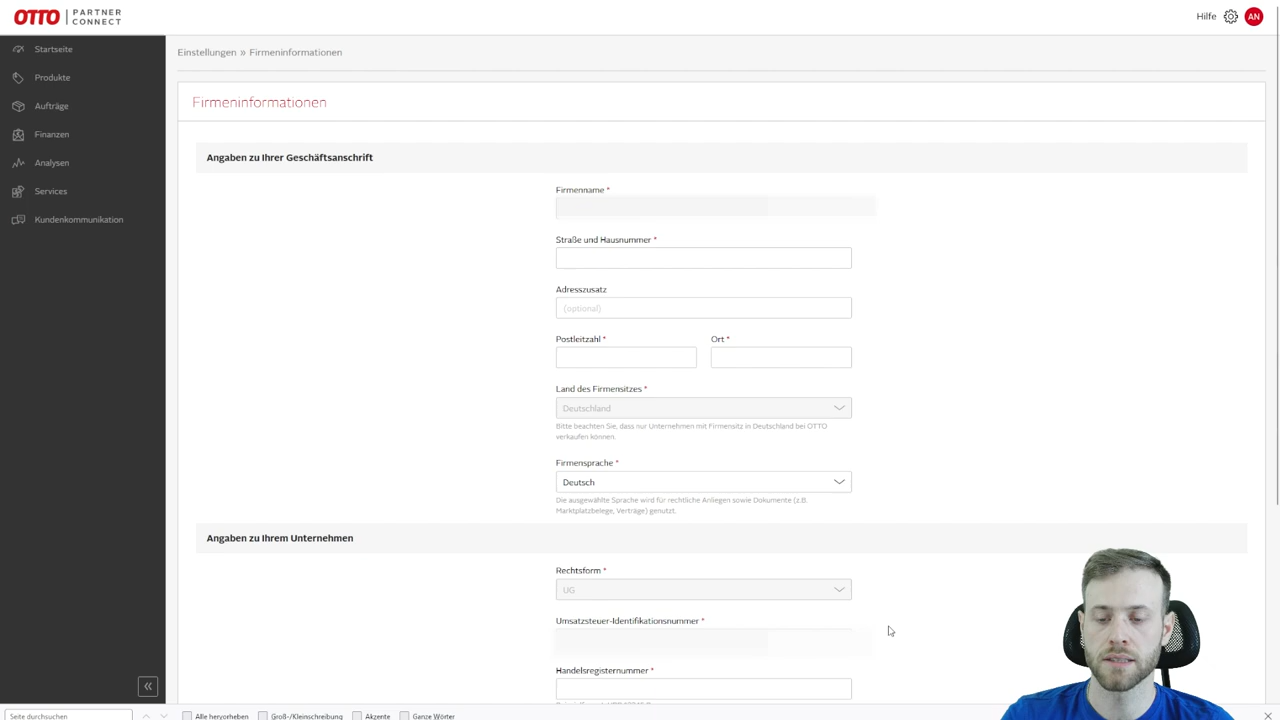 OTTO | PARTNER CONNECT
Hilfe
AN
Startseite
Produkte
Aufträge
Finanzen
Analysen
Services
Kundenkommunikation
Einstellungen » Firmeninformationen
Firmeninformationen
Angaben zu Ihrer Geschäftsanschrift
Firmenname *
Straße und Hausnummer *
Adresszusatz
(optional)
Postleitzahl * Ort *
Land des Firmensitzes *
Deutschland
Bitte beachten Sie, dass nur Unternehmen mit Firmensitz in Deutschland bei OTTO
verkaufen können.
Firmensprache *
Deutsch
Die ausgewählte Sprache wird für rechtliche Anliegen sowie Dokumente (z.B.
Marktplatzbelege, Verträge) genutzt.
Angaben zu Ihrem Unternehmen
Rechtsform *
UG
Umsatzsteuer-Identifikationsnummer *
Handelsregisternummer *
Seite durchsuchen
Alle hervorheben Groß-/Kleinschreibung Akzente Ganze Wörter